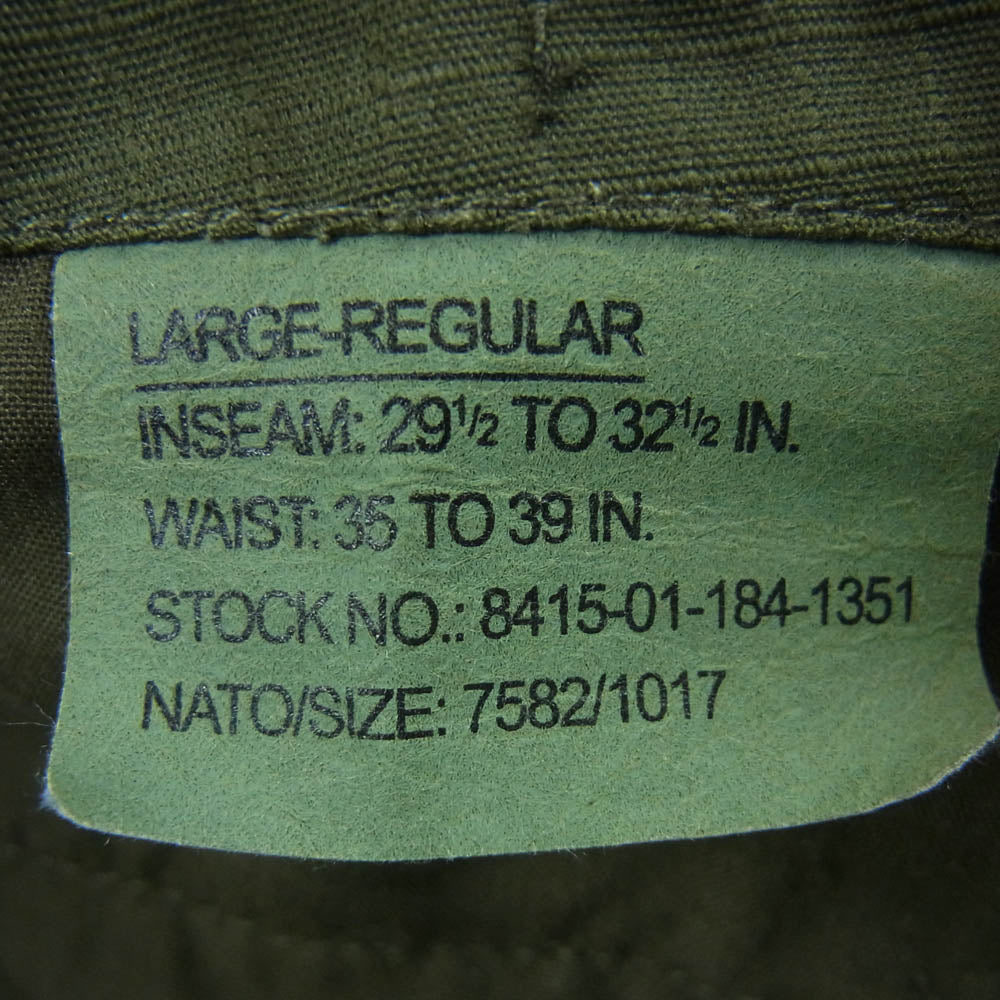 LARGE-REGULAR
INSEAM: 29½ TO 32½ IN.
WAIST: 35 TO 39 IN.
STOCK NO.: 8415-01-184-1351
NATO/SIZE: 7582/1017